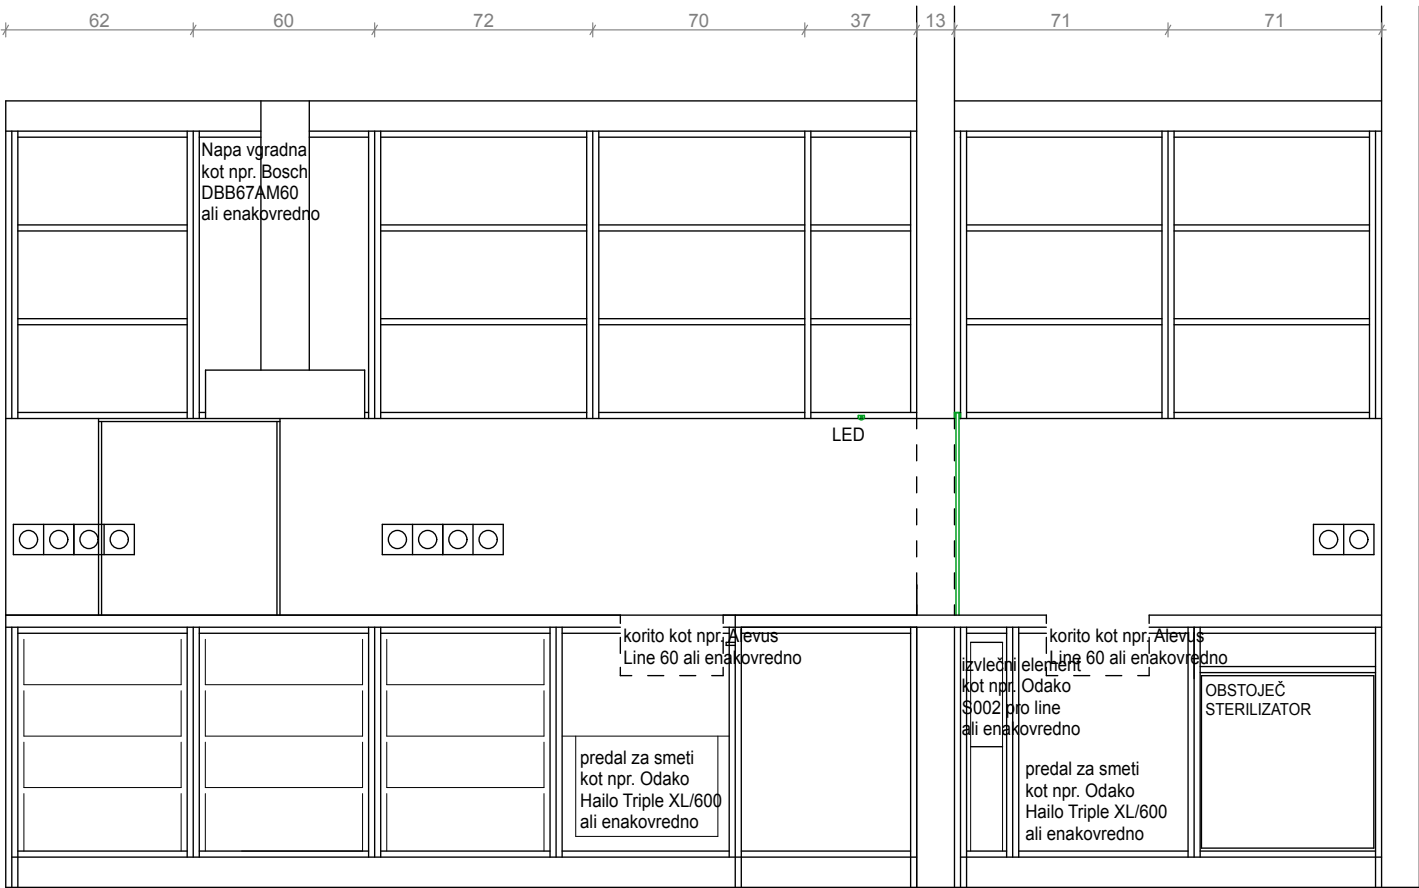 62 60 72 70 37 13 71 71
Napa vgradna
kot npr. Bosch
DBB67AM60
ali enakovredno
LED
korito kot npr. Alevus
Line 60 ali enakovredno
korito kot npr. Alevus
Line 60 ali enakovredno
izvlečni element
kot npr. Odako
S002 pro line
ali enakovredno
OBSTOJEČ
STERILIZATOR
predal za smeti
kot npr. Odako
Hailo Triple XL/600
ali enakovredno
predal za smeti
kot npr. Odako
Hailo Triple XL/600
ali enakovredno